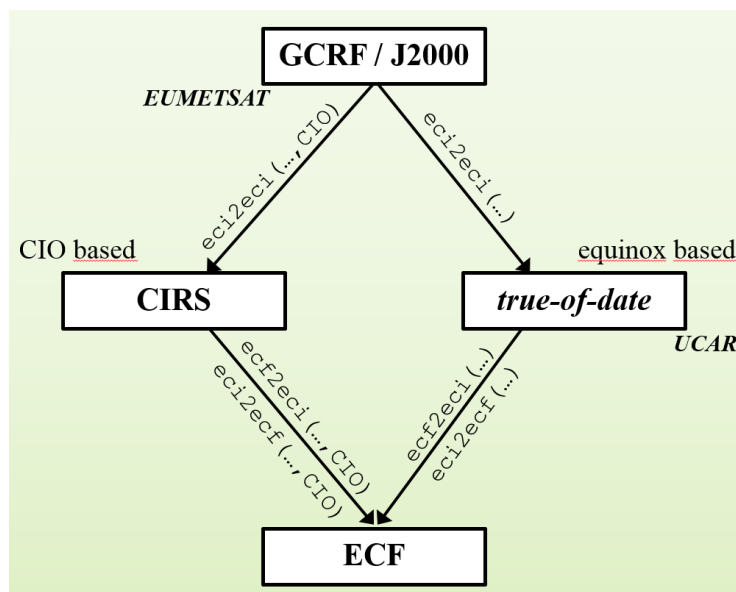 GCRF / J2000
EUMETSAT
eci2eci(…,CIO)
eci2eci(…)
CIO based
equinox based
CIRS
true-of-date
UCAR
ecf2eci(…,CIO)
eci2ecf(…,CIO)
ecf2eci(…)
eci2ecf(…)
ECF